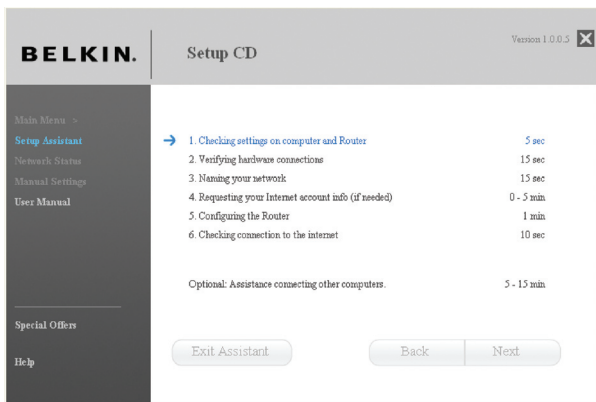 BELKIN.
Setup CD
Version 1.0.0.5
Main Menu >
Setup Assistant
Network Status
Manual Settings
User Manual
Special Offers
Help
1. Checking settings on computer and Router 5 sec
2. Verifying hardware connections 15 sec
3. Naming your network 15 sec
4. Requesting your Internet account info (if needed) 0 - 5 min
5. Configuring the Router 1 min
6. Checking connection to the internet 10 sec
Optional: Assistance connecting other computers. 5 - 15 min
Exit Assistant Back Next